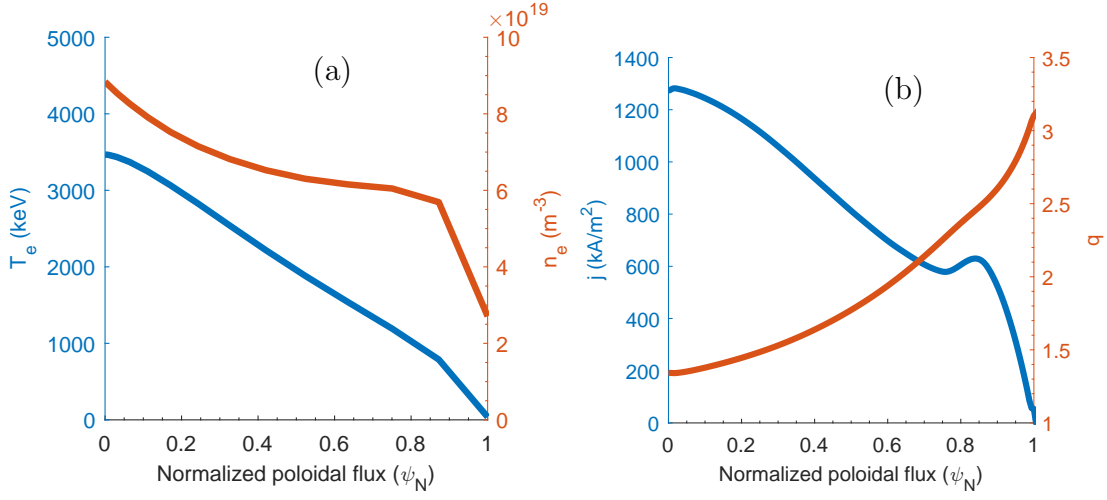 ×10^19
5000
4000
3000
2000
1000
0
T_e (keV)
(a)
10
8
6
4
2
0
n_e (m^-3)
0 0.2 0.4 0.6 0.8 1
Normalized poloidal flux (ψ_N)
1400
1200
1000
800
600
400
200
0
j (kA/m^2)
(b)
3.5
3
2.5
2
1.5
1
q
0 0.2 0.4 0.6 0.8 1
Normalized poloidal flux (ψ_N)